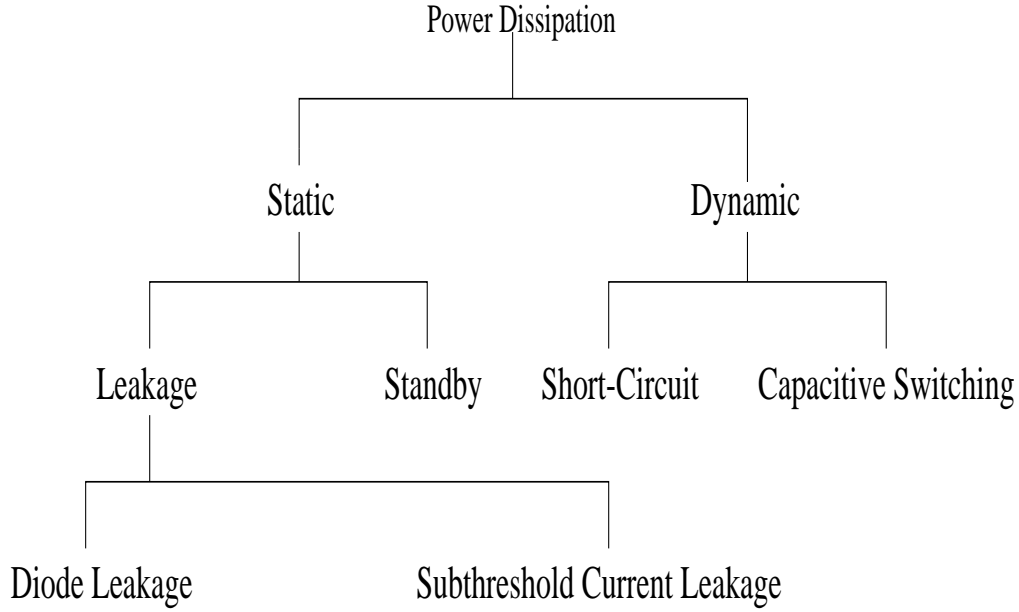 Power Dissipation
Static
Dynamic
Leakage
Standby
Short-Circuit
Capacitive Switching
Diode Leakage
Subthreshold Current Leakage